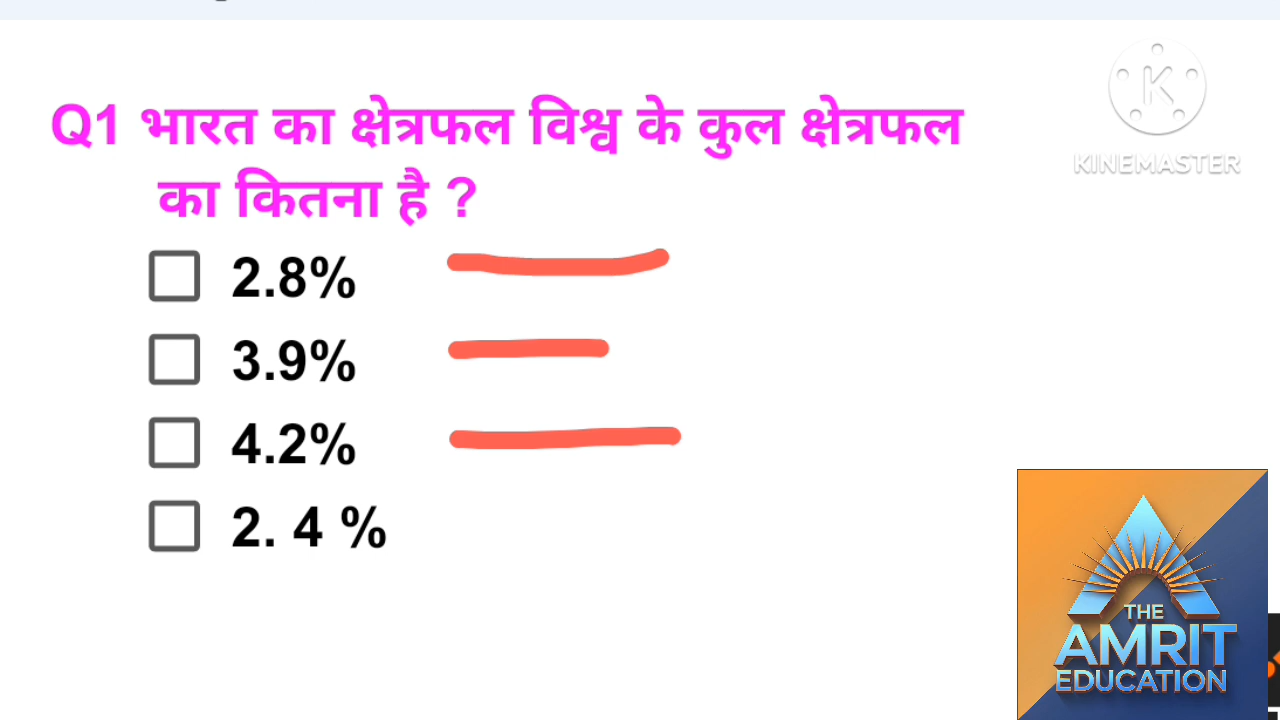 Q1 भारत का क्षेत्रफल विश्व के कुल क्षेत्रफल
का कितना है ?
2.8%
3.9%
4.2%
2. 4 %
K
KINEMASTER
THE
AMRIT
EDUCATION